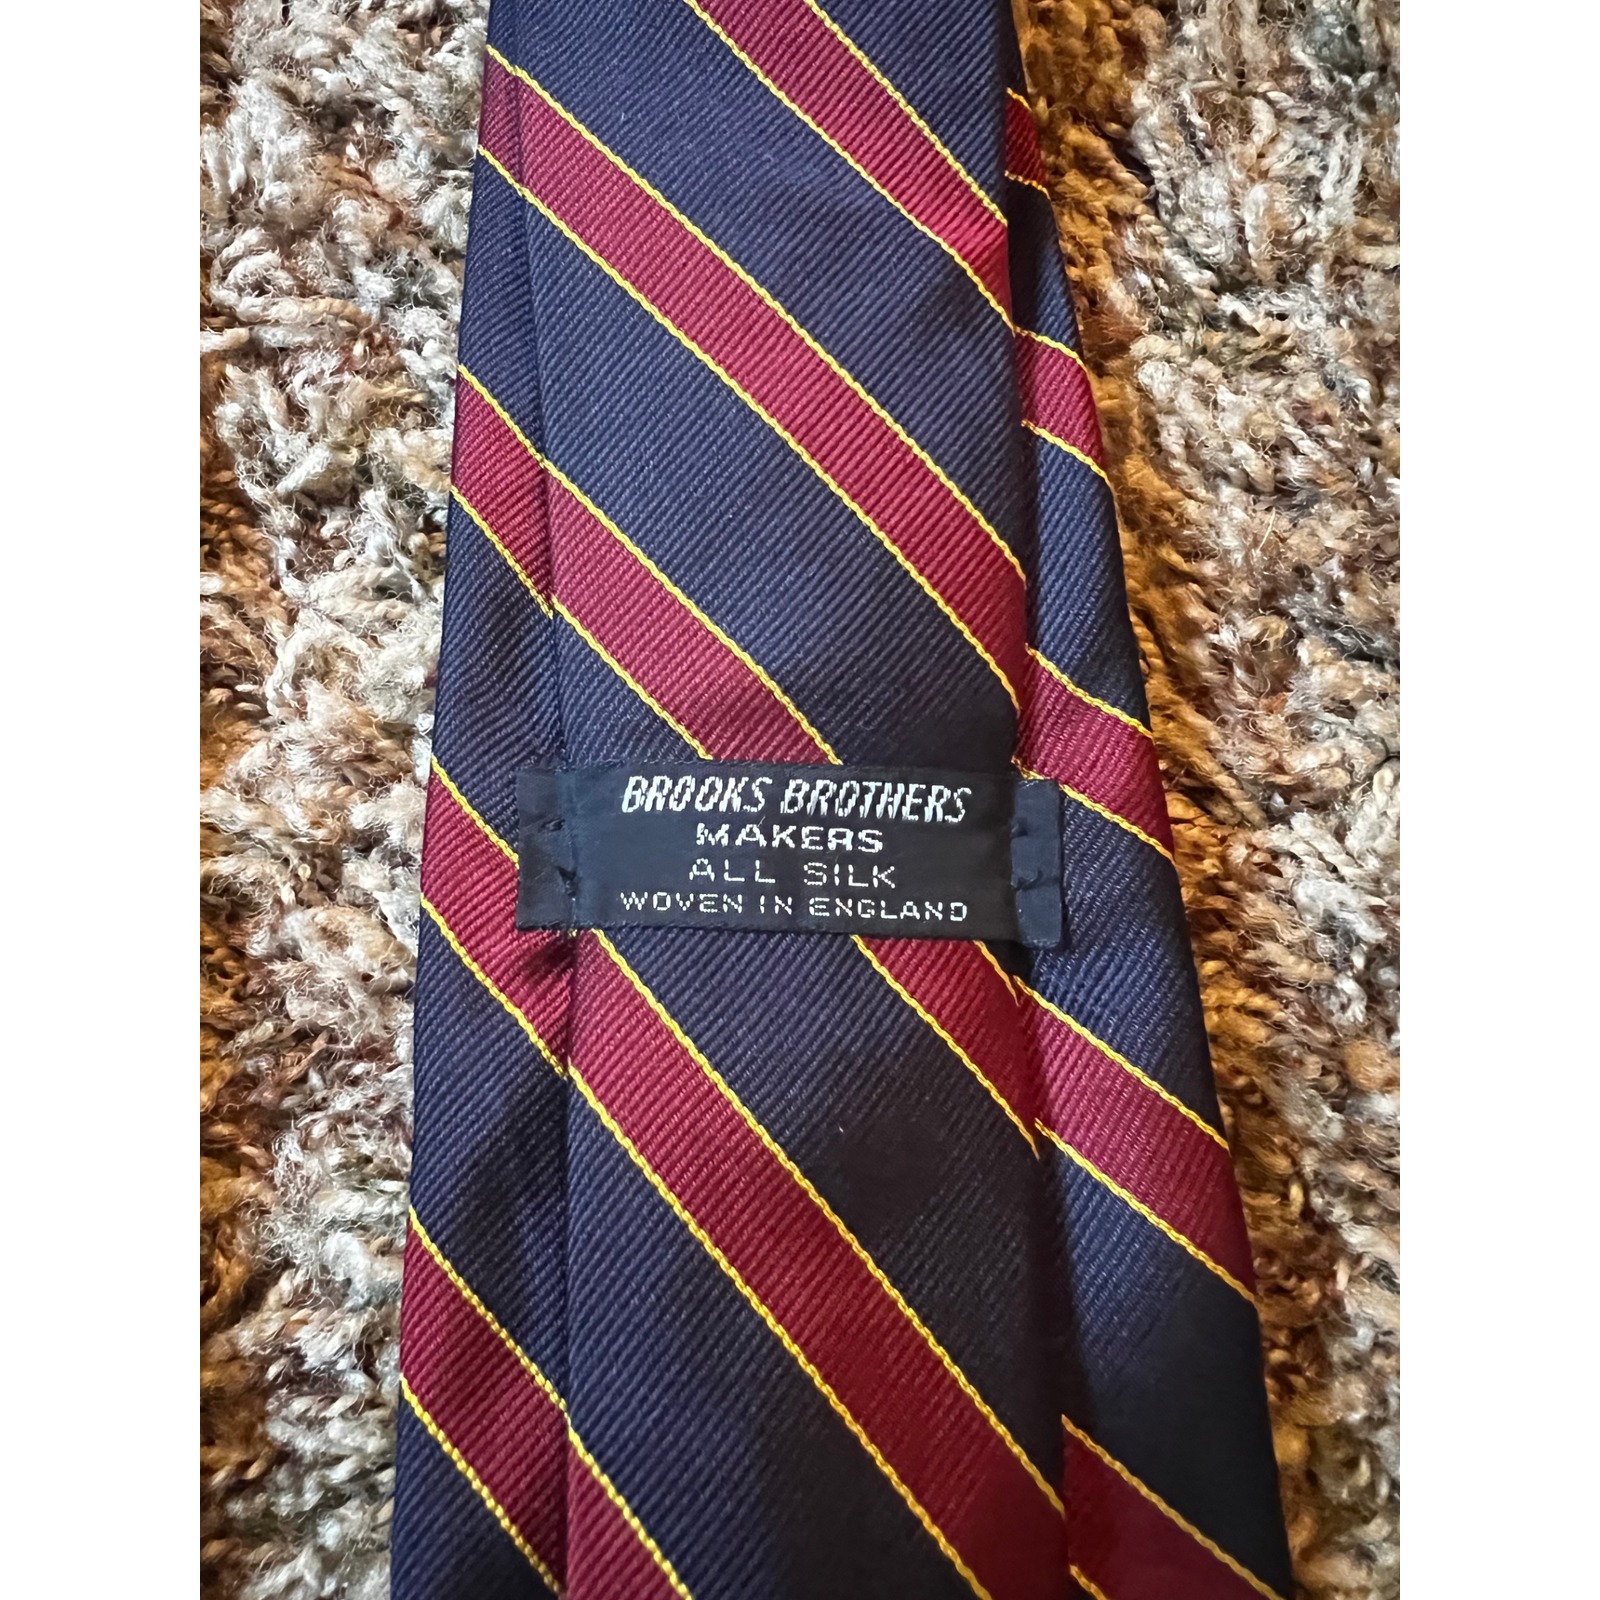 BROOKS BROTHERS
MAKERS
ALL SILK
WOVEN IN ENGLAND